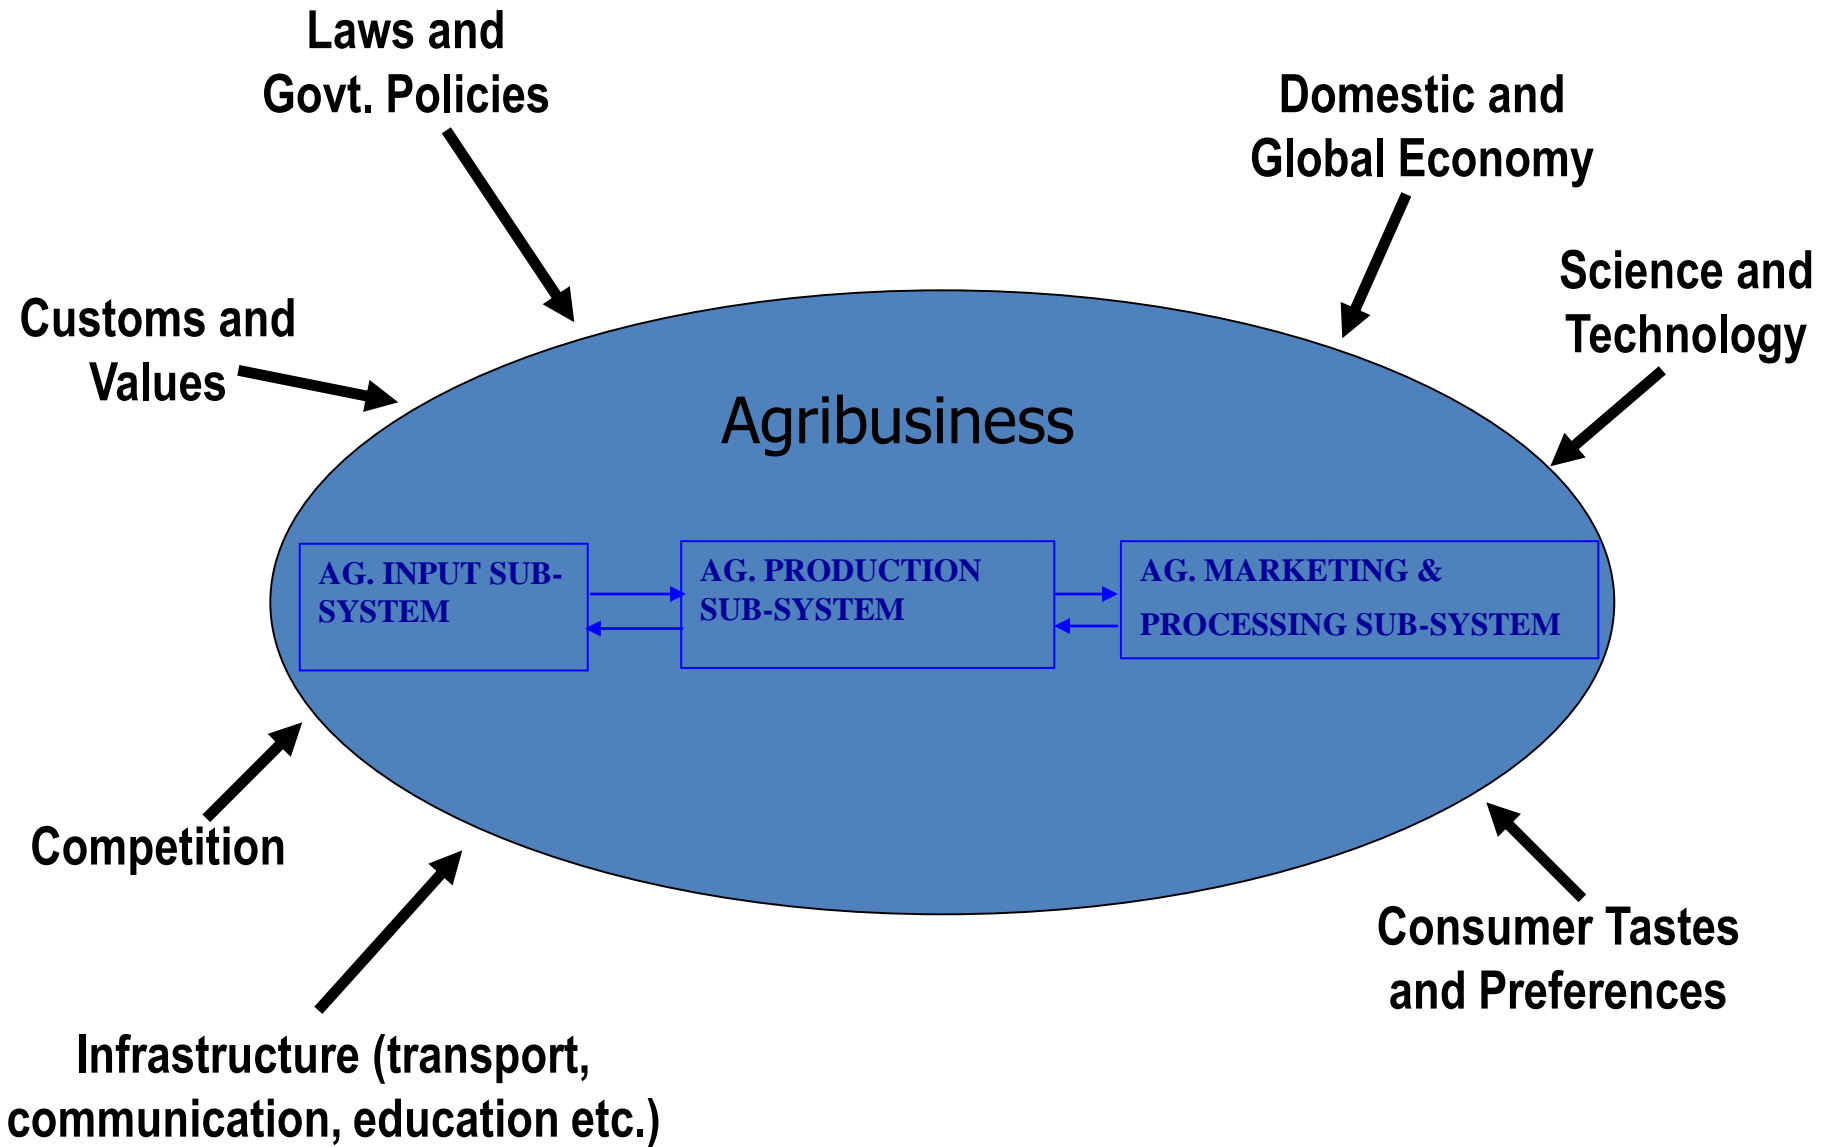 Laws and
Govt. Policies
Domestic and
Global Economy
Science and
Technology
Customs and
Values
Agribusiness
AG. INPUT SUB-
SYSTEM
AG. PRODUCTION
SUB-SYSTEM
AG. MARKETING &
PROCESSING SUB-SYSTEM
Competition
Consumer Tastes
and Preferences
Infrastructure (transport,
communication, education etc.)